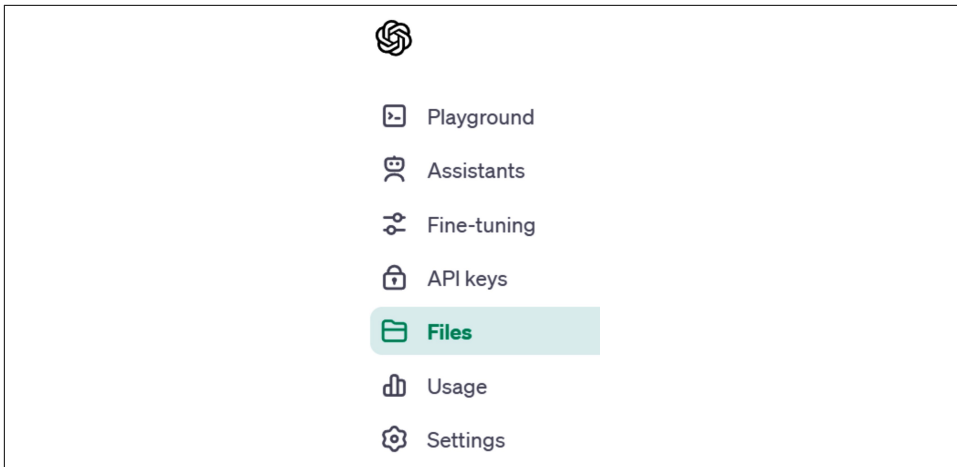 Playground
Assistants
Fine-tuning
API keys
Files
Usage
Settings